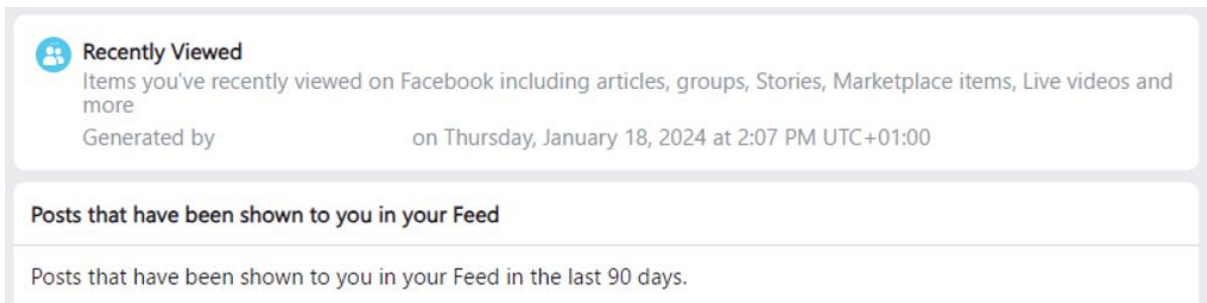 Recently Viewed
Items you've recently viewed on Facebook including articles, groups, Stories, Marketplace items, Live videos and
more
Generated by on Thursday, January 18, 2024 at 2:07 PM UTC+01:00
Posts that have been shown to you in your Feed
Posts that have been shown to you in your Feed in the last 90 days.